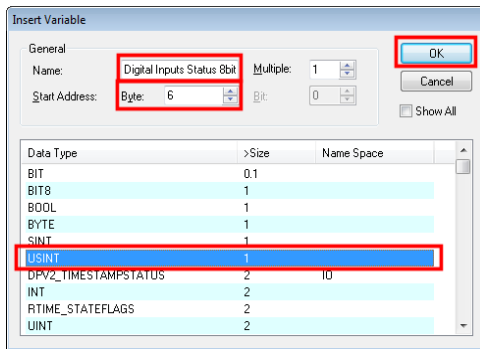 Insert Variable
General
Name: Digital Inputs Status 8bit Multiple: 1
OK
Cancel
Start Address: Byte: 6 Bit: 0
Show All
Data Type >Size Name Space
BIT 0.1
BIT8 1
BOOL 1
BYTE 1
SINT 1
USINT 1
DPV2_TIMESTAMPSTATUS 2 IO
INT 2
RTIME_STATEFLAGS 2
UINT 2